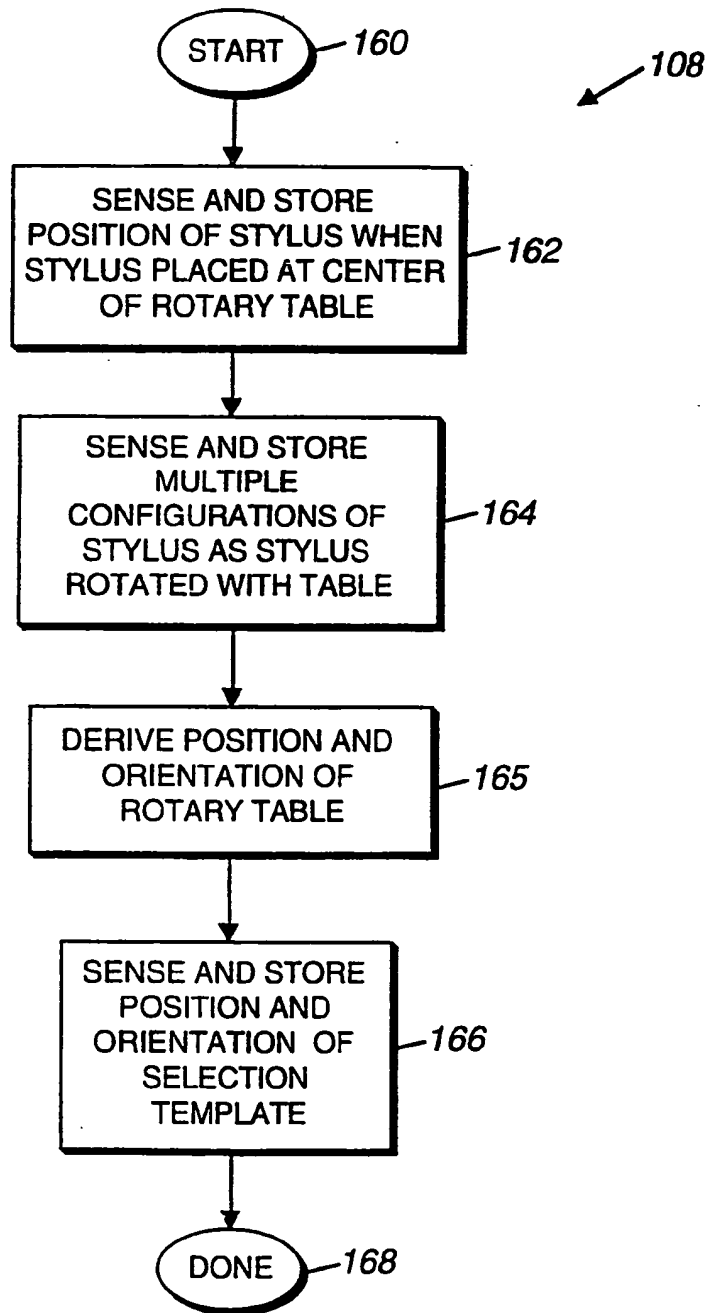 START
160
108
SENSE AND STORE
POSITION OF STYLUS WHEN
STYLUS PLACED AT CENTER
OF ROTARY TABLE
162
SENSE AND STORE
MULTIPLE
CONFIGURATIONS OF
STYLUS AS STYLUS
ROTATED WITH TABLE
164
DERIVE POSITION AND
ORIENTATION OF
ROTARY TABLE
165
SENSE AND STORE
POSITION AND
ORIENTATION OF
SELECTION
TEMPLATE
166
DONE
168